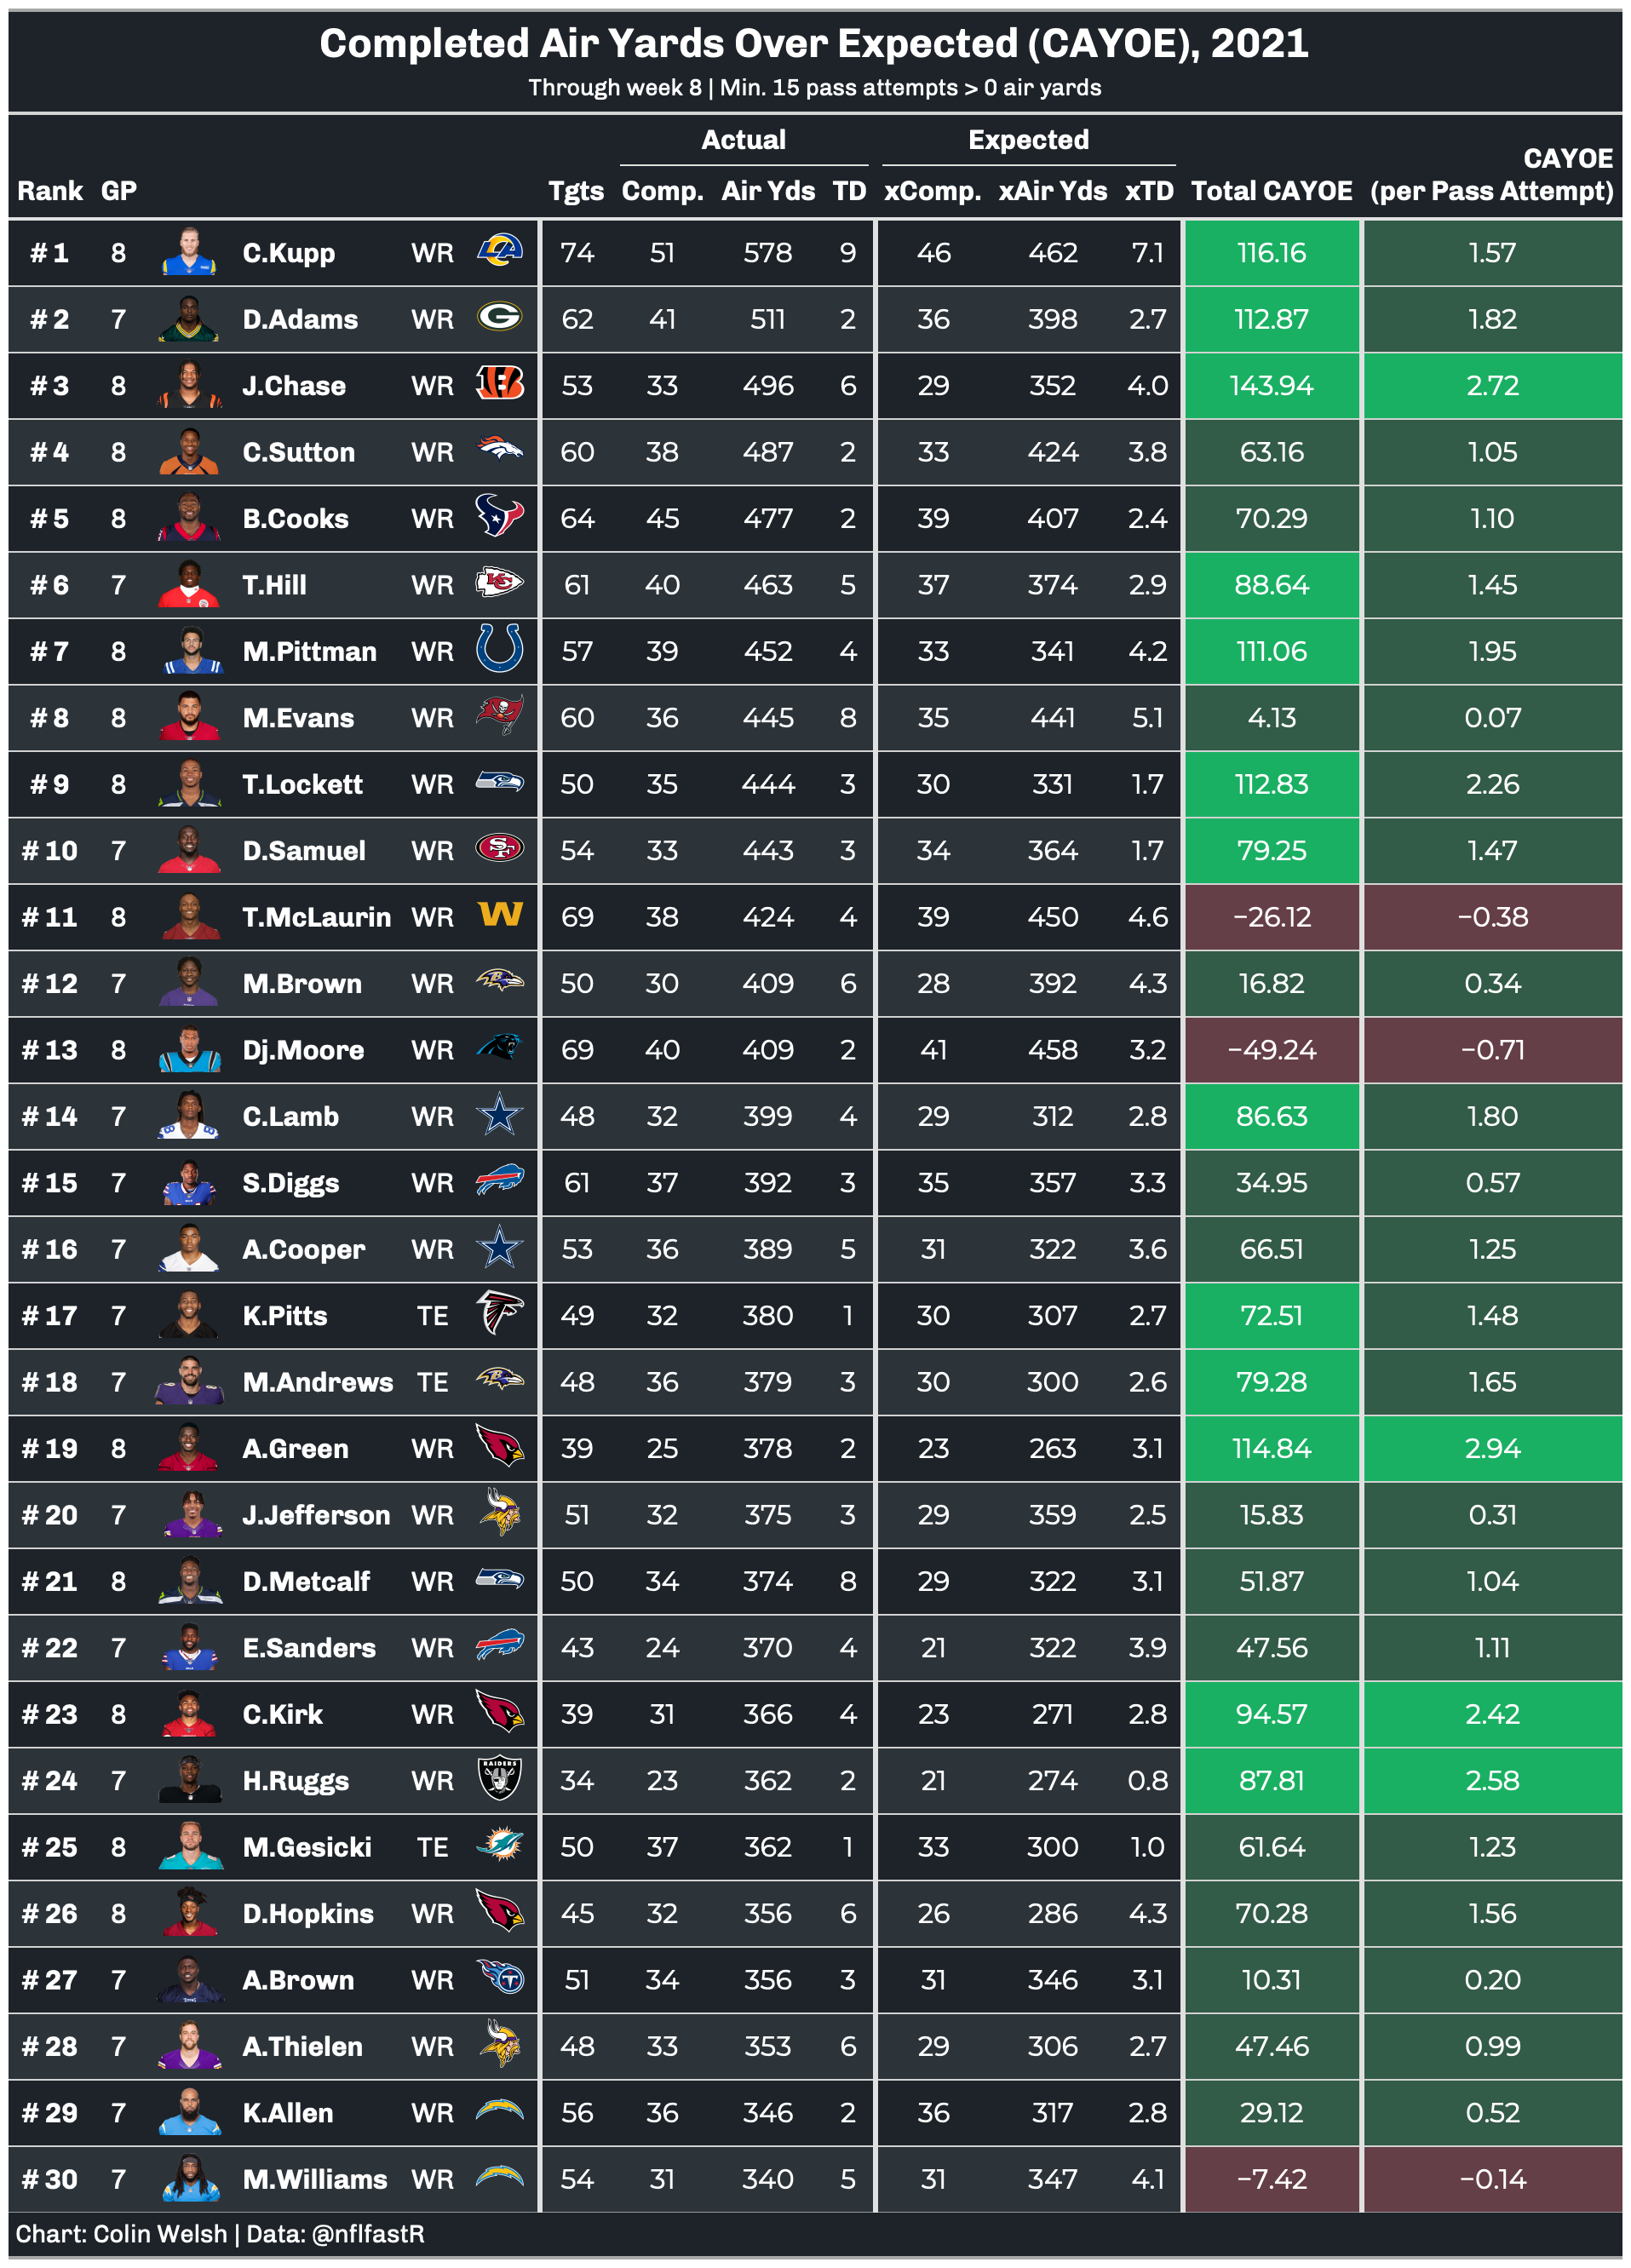 Completed Air Yards Over Expected (CAYOE), 2021
Through week 8 | Min. 15 pass attempts > 0 air yards
Actual Expected
Rank GP Tgts Comp. Air Yds TD xComp. xAir Yds xTD Total CAYOE CAYOE (per Pass Attempt)
# 1 8 C.Kupp WR 74 51 578 9 46 462 7.1 116.16 1.57
# 2 7 D.Adams WR 62 41 511 2 36 398 2.7 112.87 1.82
# 3 8 J.Chase WR 53 33 496 6 29 352 4.0 143.94 2.72
# 4 8 C.Sutton WR 60 38 487 2 33 424 3.8 63.16 1.05
# 5 8 B.Cooks WR 64 45 477 2 39 407 2.4 70.29 1.10
# 6 7 T.Hill WR 61 40 463 5 37 374 2.9 88.64 1.45
# 7 8 M.Pittman WR 57 39 452 4 33 341 4.2 111.06 1.95
# 8 8 M.Evans WR 60 36 445 8 35 441 5.1 4.13 0.07
# 9 8 T.Lockett WR 50 35 444 3 30 331 1.7 112.83 2.26
# 10 7 D.Samuel WR 54 33 443 3 34 364 1.7 79.25 1.47
# 11 8 T.McLaurin WR 69 38 424 4 39 450 4.6 −26.12 −0.38
# 12 7 M.Brown WR 50 30 409 6 28 392 4.3 16.82 0.34
# 13 8 Dj.Moore WR 69 40 409 2 41 458 3.2 −49.24 −0.71
# 14 7 C.Lamb WR 48 32 399 4 29 312 2.8 86.63 1.80
# 15 7 S.Diggs WR 61 37 392 3 35 357 3.3 34.95 0.57
# 16 7 A.Cooper WR 53 36 389 5 31 322 3.6 66.51 1.25
# 17 7 K.Pitts TE 49 32 380 1 30 307 2.7 72.51 1.48
# 18 7 M.Andrews TE 48 36 379 3 30 300 2.6 79.28 1.65
# 19 8 A.Green WR 39 25 378 2 23 263 3.1 114.84 2.94
# 20 7 J.Jefferson WR 51 32 375 3 29 359 2.5 15.83 0.31
# 21 8 D.Metcalf WR 50 34 374 8 29 322 3.1 51.87 1.04
# 22 7 E.Sanders WR 43 24 370 4 21 322 3.9 47.56 1.11
# 23 8 C.Kirk WR 39 31 366 4 23 271 2.8 94.57 2.42
# 24 7 H.Ruggs WR RAIDERS 34 23 362 2 21 274 0.8 87.81 2.58
# 25 8 M.Gesicki TE 50 37 362 1 33 300 1.0 61.64 1.23
# 26 8 D.Hopkins WR 45 32 356 6 26 286 4.3 70.28 1.56
# 27 7 A.Brown WR 51 34 356 3 31 346 3.1 10.31 0.20
# 28 7 A.Thielen WR 48 33 353 6 29 306 2.7 47.46 0.99
# 29 7 K.Allen WR 56 36 346 2 36 317 2.8 29.12 0.52
# 30 7 M.Williams WR 54 31 340 5 31 347 4.1 −7.42 −0.14
Chart: Colin Welsh | Data: @nflfastR